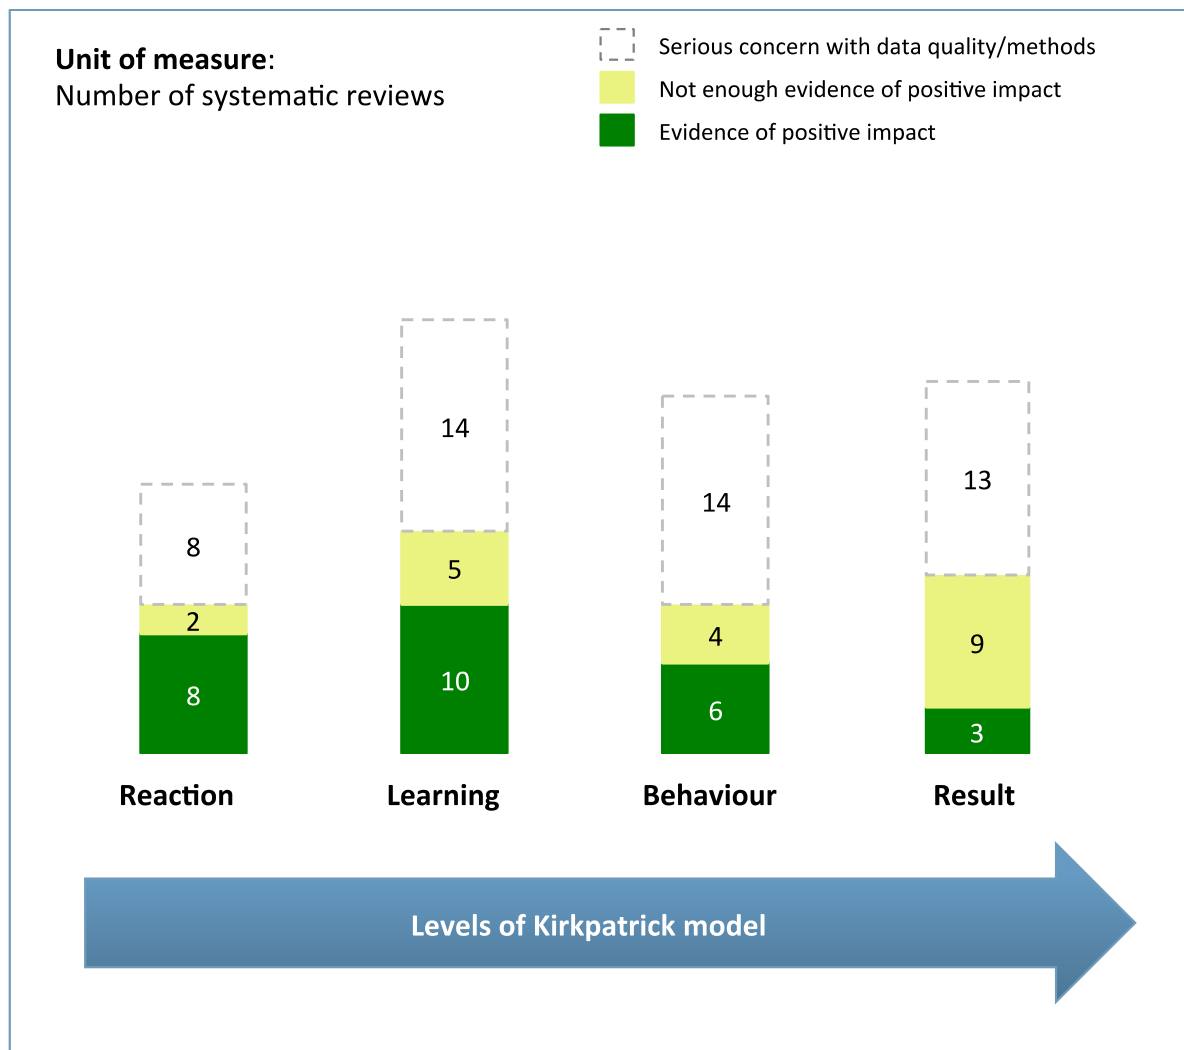 Unit of measure:
Number of systematic reviews
Serious concern with data quality/methods
Not enough evidence of positive impact
Evidence of positive impact
8
2
8
14
5
10
14
4
6
13
9
3
Reaction
Learning
Behaviour
Result
Levels of Kirkpatrick model